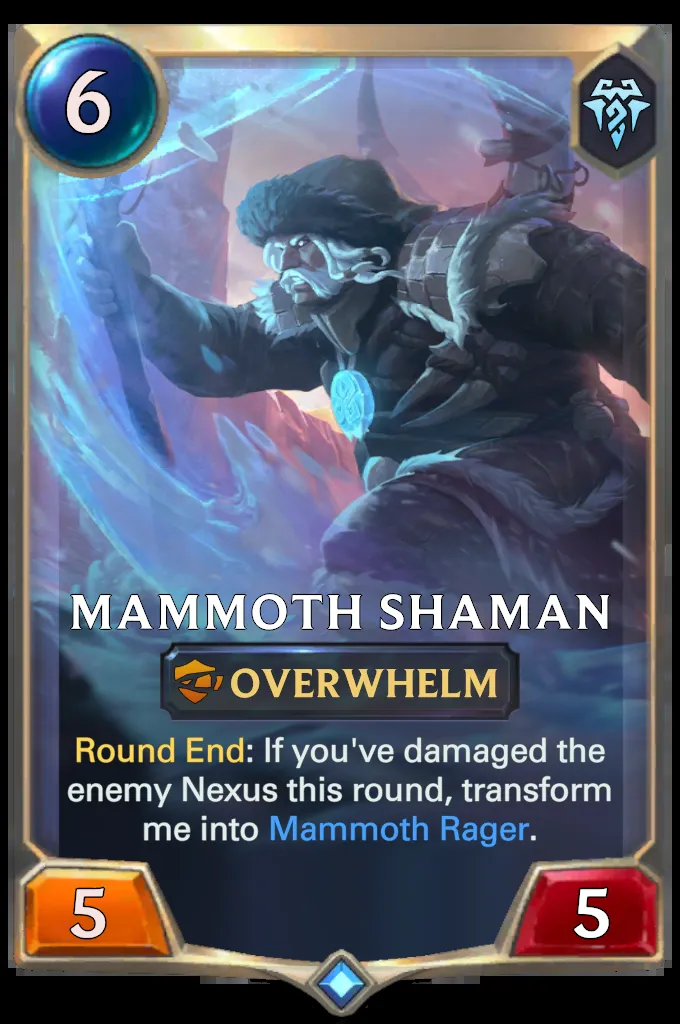 6
MAMMOTH SHAMAN
OVERWHELM
Round End: If you've damaged the
enemy Nexus this round, transform
me into Mammoth Rager.
5
5